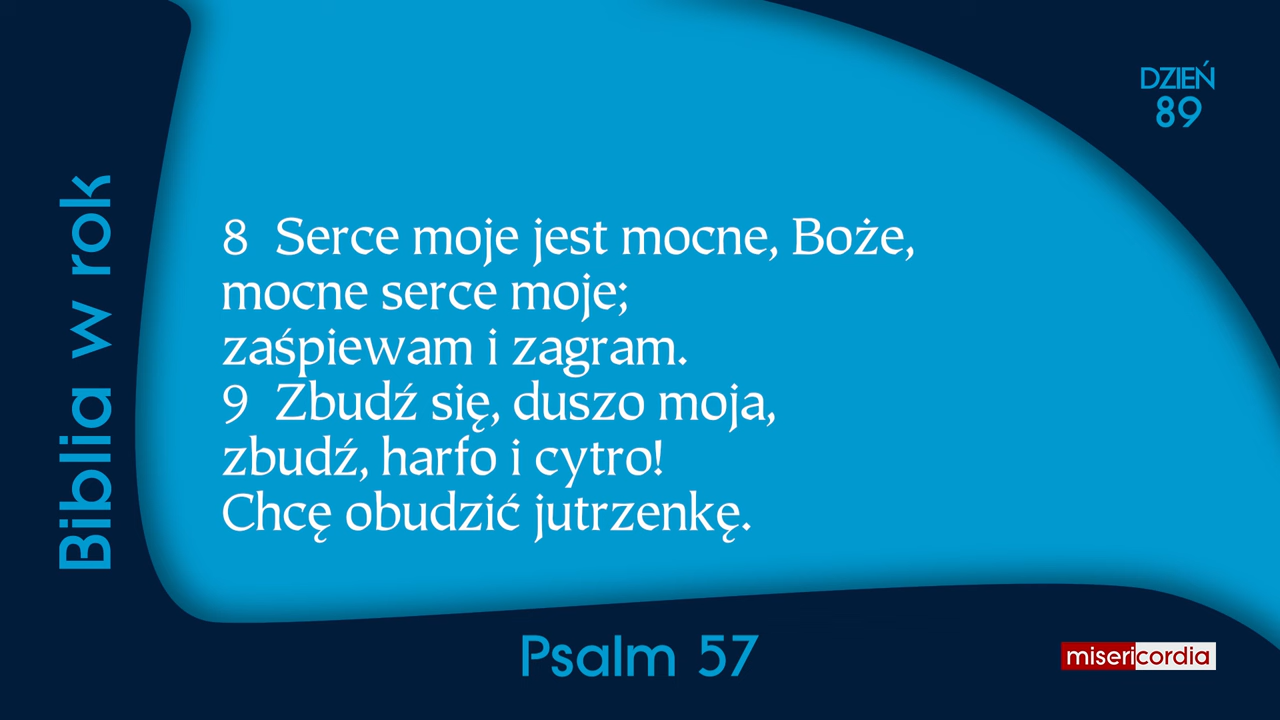 DZIEŃ
89
Biblia w rok
8 Serce moje jest mocne, Boże,
mocne serce moje;
zaśpiewam i zagram.
9 Zbudź się, duszo moja,
zbudź, harfo i cytro!
Chcę obudzić jutrzenkę.
Psalm 57
misericordia